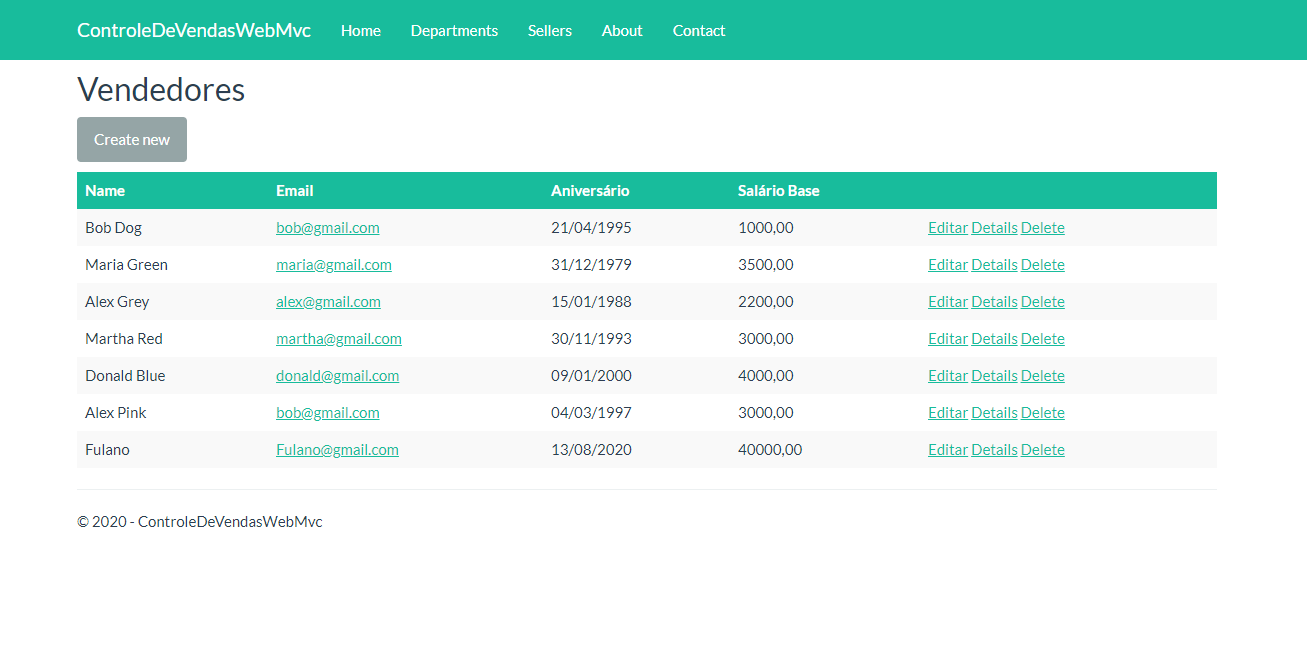 ControleDeVendasWebMvc Home Departments Sellers About Contact
Vendedores
Create new
Name Email Aniversário Salário Base
Bob Dog bob@gmail.com 21/04/1995 1000,00 Editar Details Delete
Maria Green maria@gmail.com 31/12/1979 3500,00 Editar Details Delete
Alex Grey alex@gmail.com 15/01/1988 2200,00 Editar Details Delete
Martha Red martha@gmail.com 30/11/1993 3000,00 Editar Details Delete
Donald Blue donald@gmail.com 09/01/2000 4000,00 Editar Details Delete
Alex Pink bob@gmail.com 04/03/1997 3000,00 Editar Details Delete
Fulano Fulano@gmail.com 13/08/2020 40000,00 Editar Details Delete
© 2020 - ControleDeVendasWebMvc